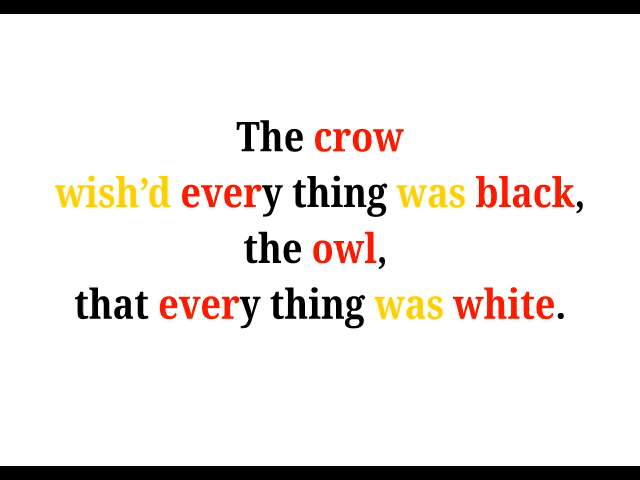 The crow
wish’d every thing was black,
the owl,
that every thing was white.